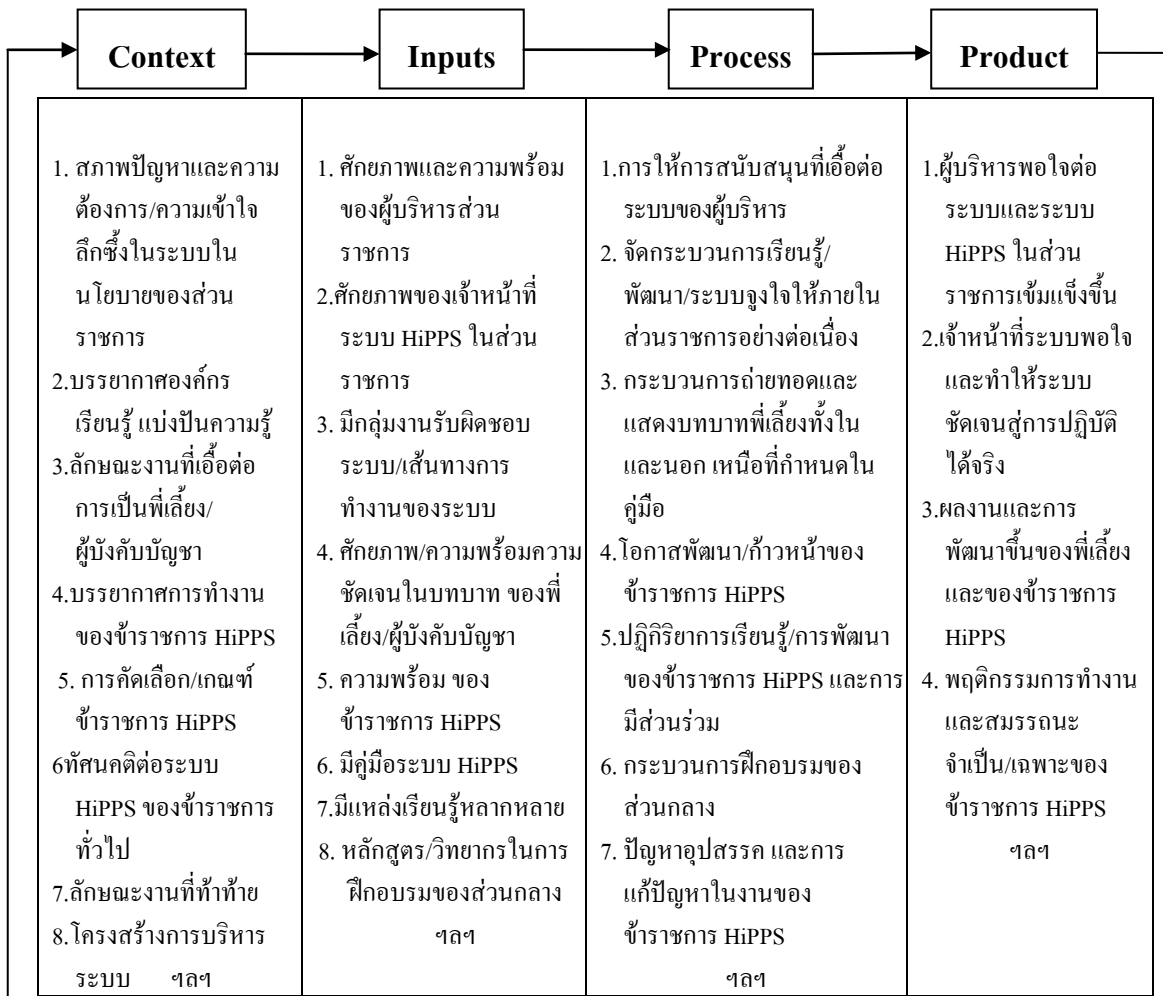 Context
Inputs
Process
Product
1. สภาพปัญหาและความ
ต้องการ/ความเข้าใจ
ลึกซึ้งในระบบใน
นโยบายของส่วน
ราชการ
2.บรรยากาศองค์กร
เรียนรู้ แบ่งปันความรู้
3.ลักษณะงานที่เอื้อต่อ
การเป็นพี่เลี้ยง/
ผู้บังคับบัญชา
4.บรรยากาศการทำงาน
ของข้าราชการ HiPPS
5. การคัดเลือก/เกณฑ์
ข้าราชการ HiPPS
6ทัศนคติต่อระบบ
HiPPS ของข้าราชการ
ทั่วไป
7.ลักษณะงานที่ท้าท้าย
8.โครงสร้างการบริหาร
ระบบ ฯลฯ
1. ศักยภาพและความพร้อม
ของผู้บริหารส่วน
ราชการ
2.ศักยภาพของเจ้าหน้าที่
ระบบ HiPPS ในส่วน
ราชการ
3. มีกลุ่มงานรับผิดชอบ
ระบบ/เส้นทางการ
ทำงานของระบบ
4. ศักยภาพ/ความพร้อมความ
ชัดเจนในบทบาท ของพี่
เลี้ยง/ผู้บังคับบัญชา
5. ความพร้อม ของ
ข้าราชการ HiPPS
6. มีคู่มือระบบ HiPPS
7.มีแหล่งเรียนรู้หลากหลาย
8. หลักสูตร/วิทยากรในการ
ฝึกอบรมของส่วนกลาง
ฯลฯ
1.การให้การสนับสนุนที่เอื้อต่อ
ระบบของผู้บริหาร
2. จัดกระบวนการเรียนรู้/
พัฒนา/ระบบจูงใจให้ภายใน
ส่วนราชการอย่างต่อเนื่อง
3. กระบวนการถ่ายทอดและ
แสดงบทบาทพี่เลี้ยงทั้งใน
และนอก เหนือที่กำหนดใน
คู่มือ
4.โอกาสพัฒนา/ก้าวหน้าของ
ข้าราชการ HiPPS
5.ปฏิกิริยาการเรียนรู้/การพัฒนา
ของข้าราชการ HiPPS และการ
มีส่วนร่วม
6. กระบวนการฝึกอบรมของ
ส่วนกลาง
7. ปัญหาอุปสรรค และการ
แก้ปัญหาในงานของ
ข้าราชการ HiPPS
ฯลฯ
1.ผู้บริหารพอใจต่อ
ระบบและระบบ
HiPPS ในส่วน
ราชการเข้มแข็งขึ้น
2.เจ้าหน้าที่ระบบพอใจ
และทำให้ระบบ
ชัดเจนสู่การปฏิบัติ
ได้จริง
3.ผลงานและการ
พัฒนาขึ้นของพี่เลี้ยง
และของข้าราชการ
HiPPS
4. พฤติกรรมการทำงาน
และสมรรถนะ
จำเป็น/เฉพาะของ
ข้าราชการ HiPPS
ฯลฯ